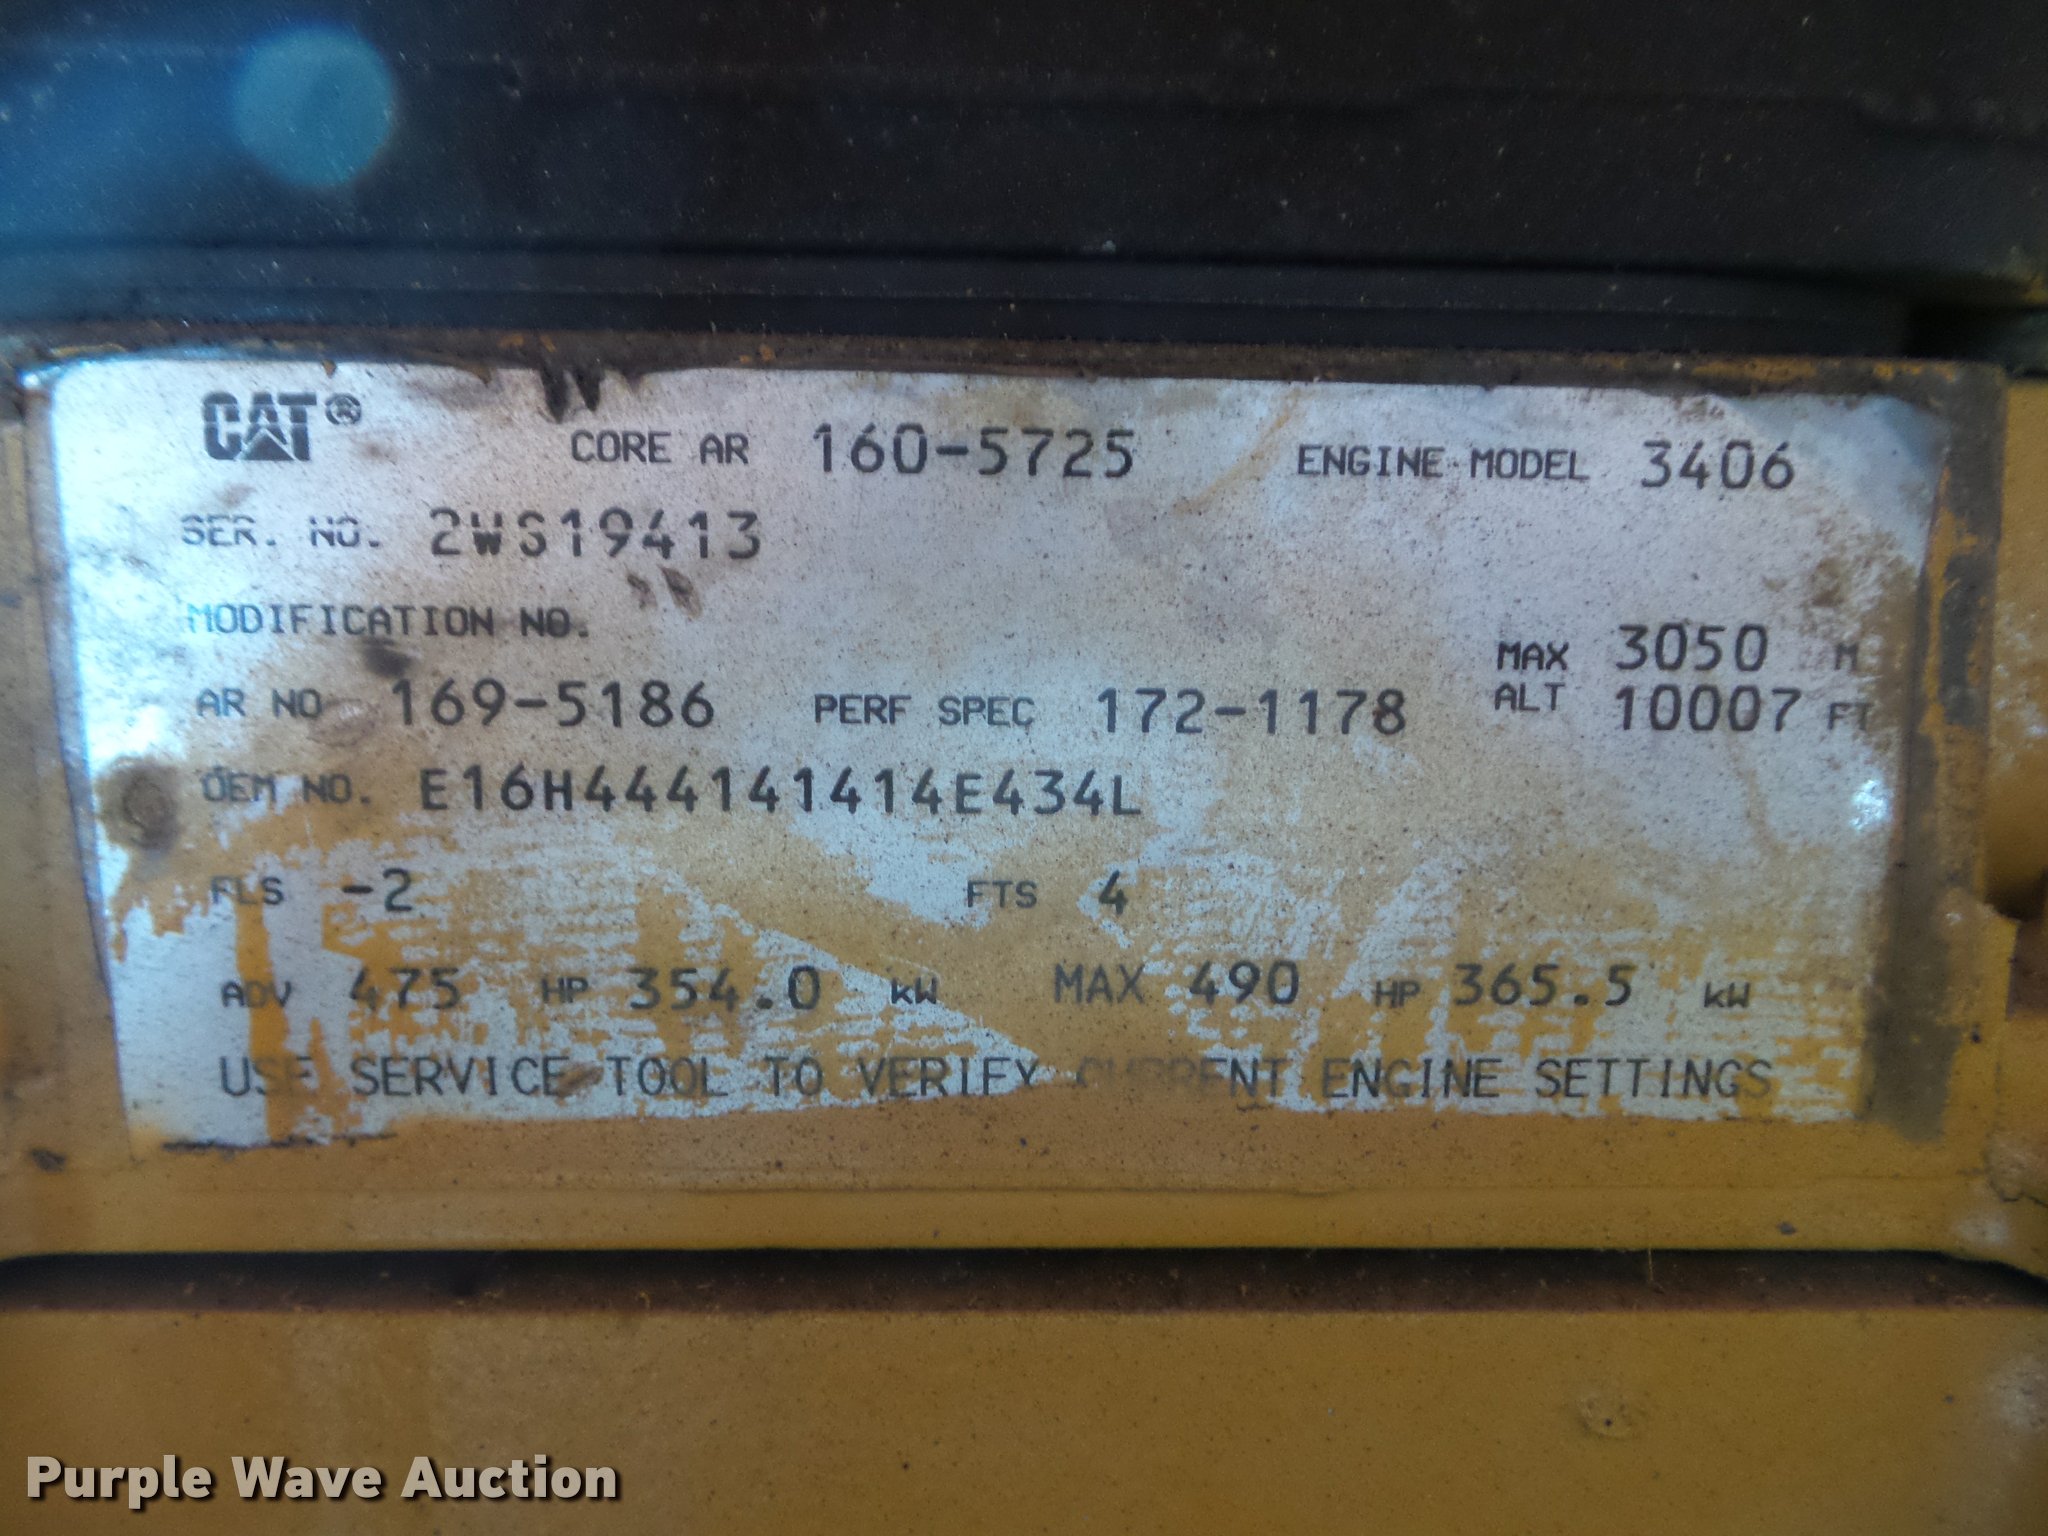 CAT® CORE AR 160-5725 ENGINE MODEL 3406
SER. NO. 2WS19413
MODIFICATION NO.
MAX ALT 3050 M 10007 FT
AR NO 169-5186 PERF SPEC 172-1178
OEM NO. E16H444141414E434L
FLS -2 FTS 4
ADV 475 HP 354.0 kW MAX 490 HP 365.5 kW
USE SERVICE TOOL TO VERIFY CURRENT ENGINE SETTINGS
Purple Wave Auction